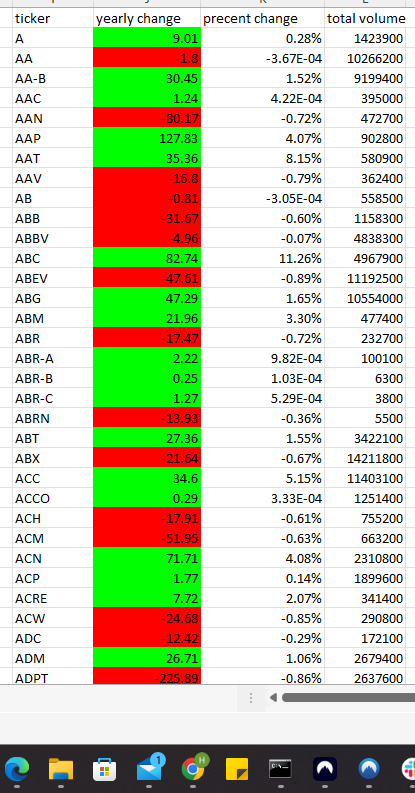 ticker yearly change precent change total volume
A 9.01 0.28% 1423900
AA -1.8 -3.67E-04 10266200
AA-B 30.45 1.52% 9199400
AAC 1.24 4.22E-04 395000
AAN -80.17 -0.72% 472700
AAP 127.83 4.07% 902800
AAT 35.36 8.15% 580900
AAV -16.8 -0.79% 362400
AB -0.81 -3.05E-04 558500
ABB -31.67 -0.60% 1158300
ABBV -4.96 -0.07% 4838300
ABC 82.74 11.26% 4967900
ABEV -47.61 -0.89% 11192500
ABG 47.29 1.65% 10554000
ABM 21.96 3.30% 477400
ABR -17.47 -0.72% 232700
ABR-A 2.22 9.82E-04 100100
ABR-B 0.25 1.03E-04 6300
ABR-C 1.27 5.29E-04 3800
ABRN -13.93 -0.36% 5500
ABT 27.36 1.55% 3422100
ABX -21.64 -0.67% 14211800
ACC 34.6 5.15% 11403100
ACCO 0.29 3.33E-04 1251400
ACH -17.91 -0.61% 755200
ACM -51.95 -0.63% 663200
ACN 71.71 4.08% 2310800
ACP 1.77 0.14% 1899600
ACRE 7.72 2.07% 341400
ACW -24.68 -0.85% 290800
ADC -12.42 -0.29% 172100
ADM 26.71 1.06% 2679400
ADPT -225.89 -0.86% 2637600
1
H